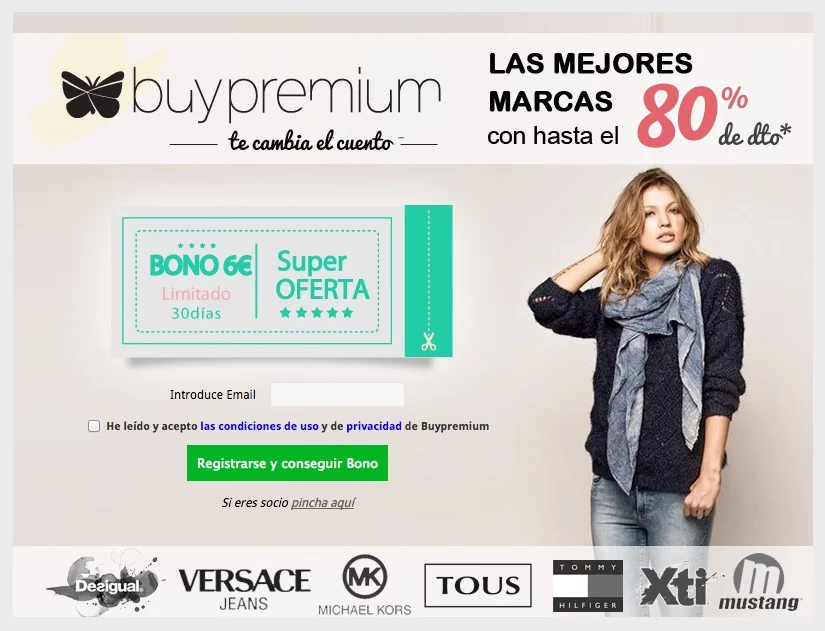 buypremium
te cambia el cuento
LAS MEJORES
MARCAS
con hasta el 80% de dto*
BONO 6€
Limitado
30días
Super
OFERTA
Introduce Email
He leído y acepto las condiciones de uso y de privacidad de Buypremium
Registrarse y conseguir Bono
Si eres socio pincha aquí
Desigual
VERSACE
JEANS
MK
MICHAEL KORS
TOUS
TOMMY
HILFIGER
Xti
m
mustang